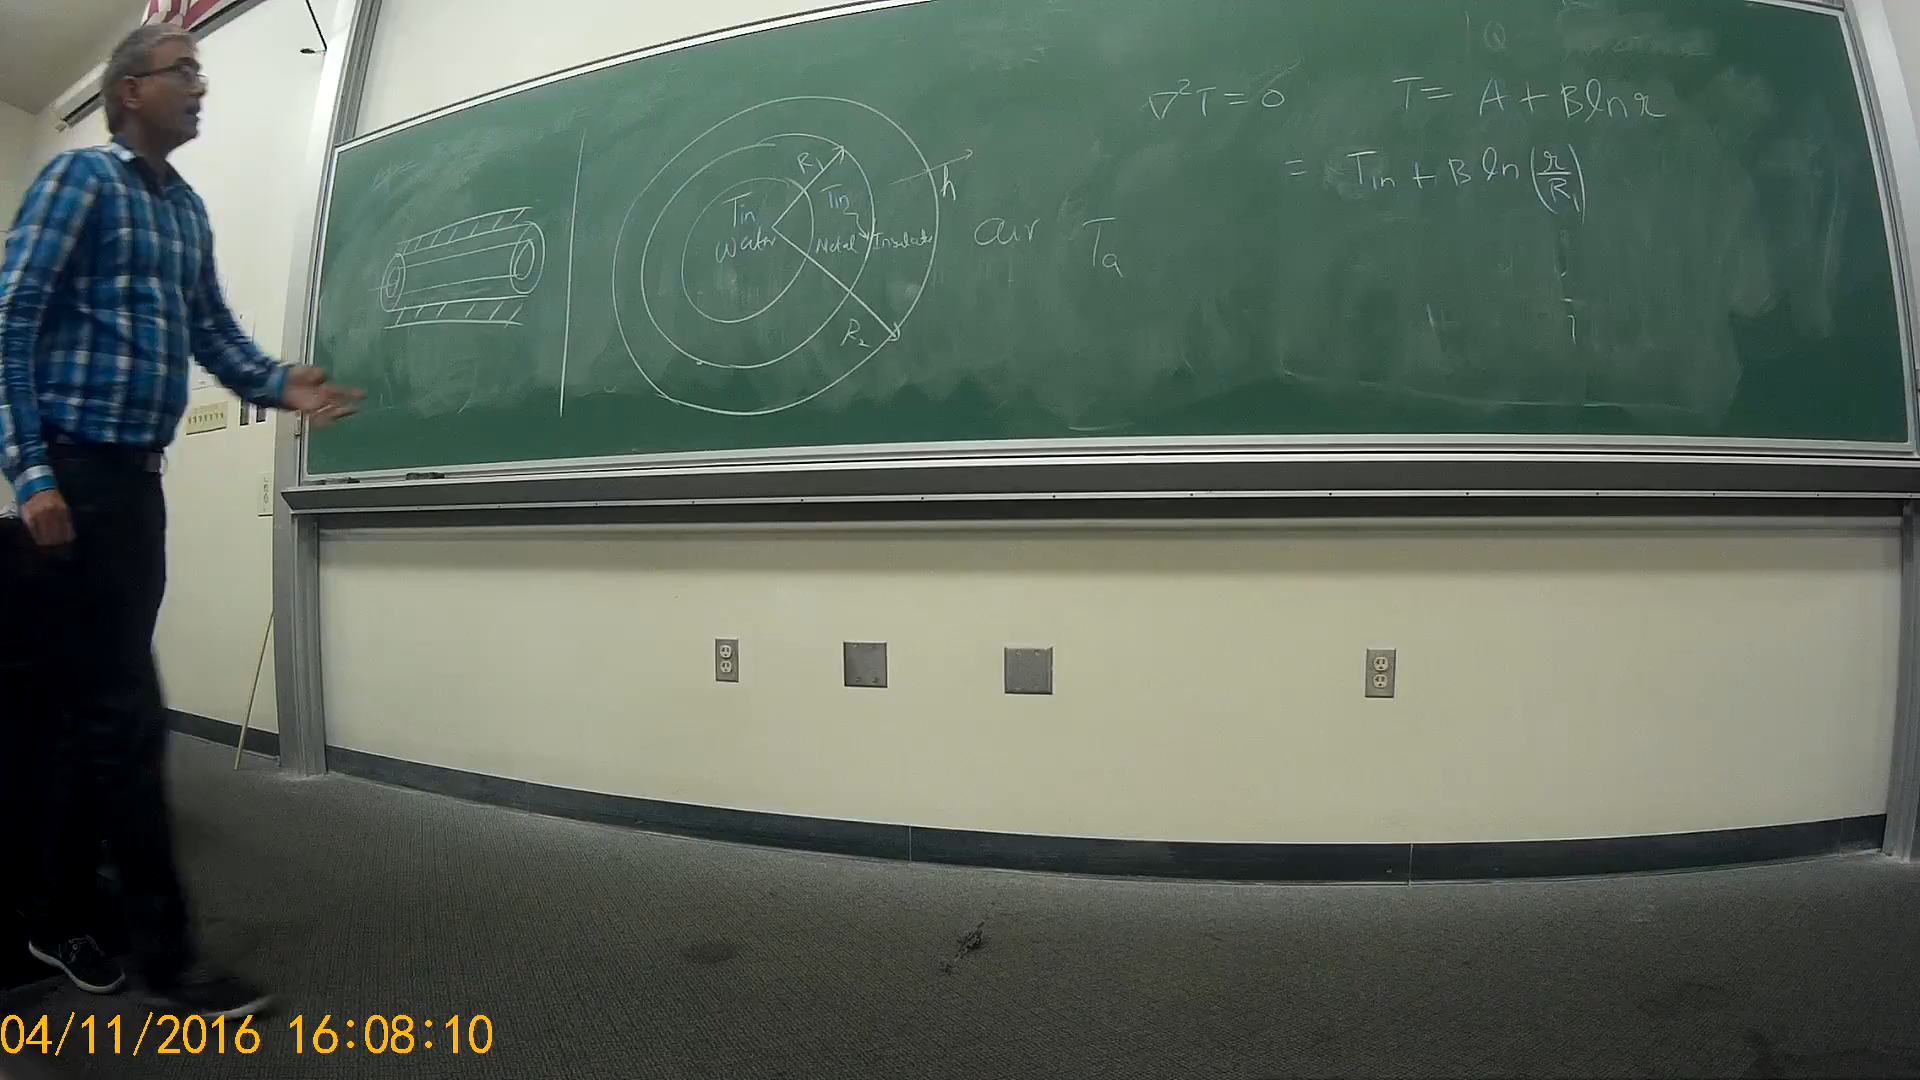 ∇²T = 0
T = A + B ln r
= T_in + B ln (r/R₁)
R₁
T_in
water
T_in
Metal
Insulate
h
air T_a
R₂
04/11/2016 16:08:10